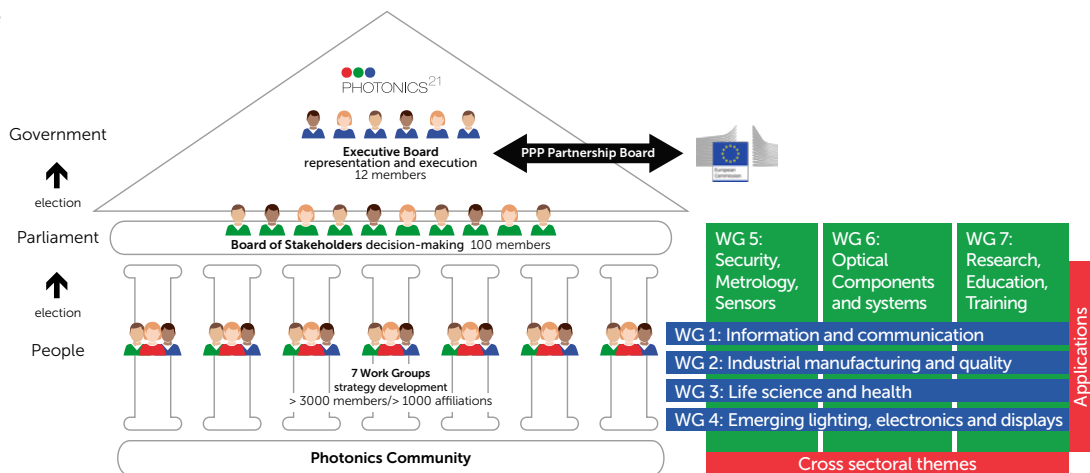 PHOTONICS21
Government
Executive Board
representation and execution
12 members
PPP Partnership Board
European
Commission
election
Parliament
Board of Stakeholders decision-making 100 members
election
People
7 Work Groups
strategy development
> 3000 members/> 1000 affiliations
Photonics Community
WG 5:
Security,
Metrology,
Sensors
WG 6:
Optical
Components
and systems
WG 7:
Research,
Education,
Training
WG 1: Information and communication
WG 2: Industrial manufacturing and quality
WG 3: Life science and health
WG 4: Emerging lighting, electronics and displays
Applications
Cross sectoral themes